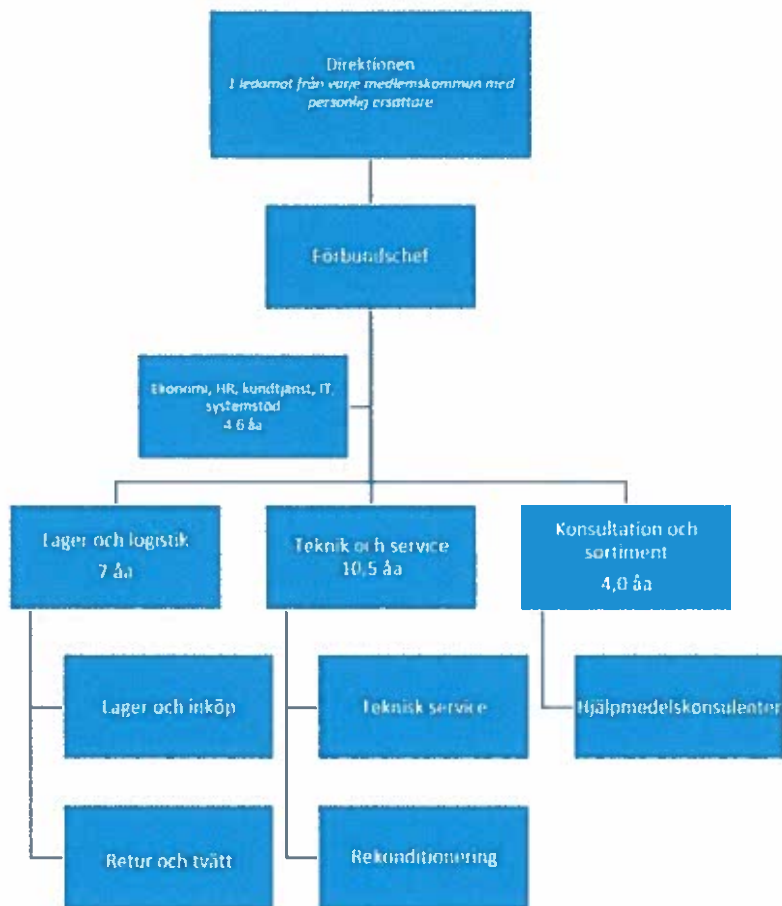 Direktionen
1 ledamot från varje medlemskommun med
personlig ersättare
Förbundschef
Ekonomi, HR, kundtjänst, IT,
systemstöd
4.6 åa
Lager och logistik
7 åa
Teknik och service
10,5 åa
Konsultation och
sortiment
4,0 åa
Lager och inköp
Teknisk service
Hjälpmedelskonsulenter
Retur och tvätt
Rekonditionering